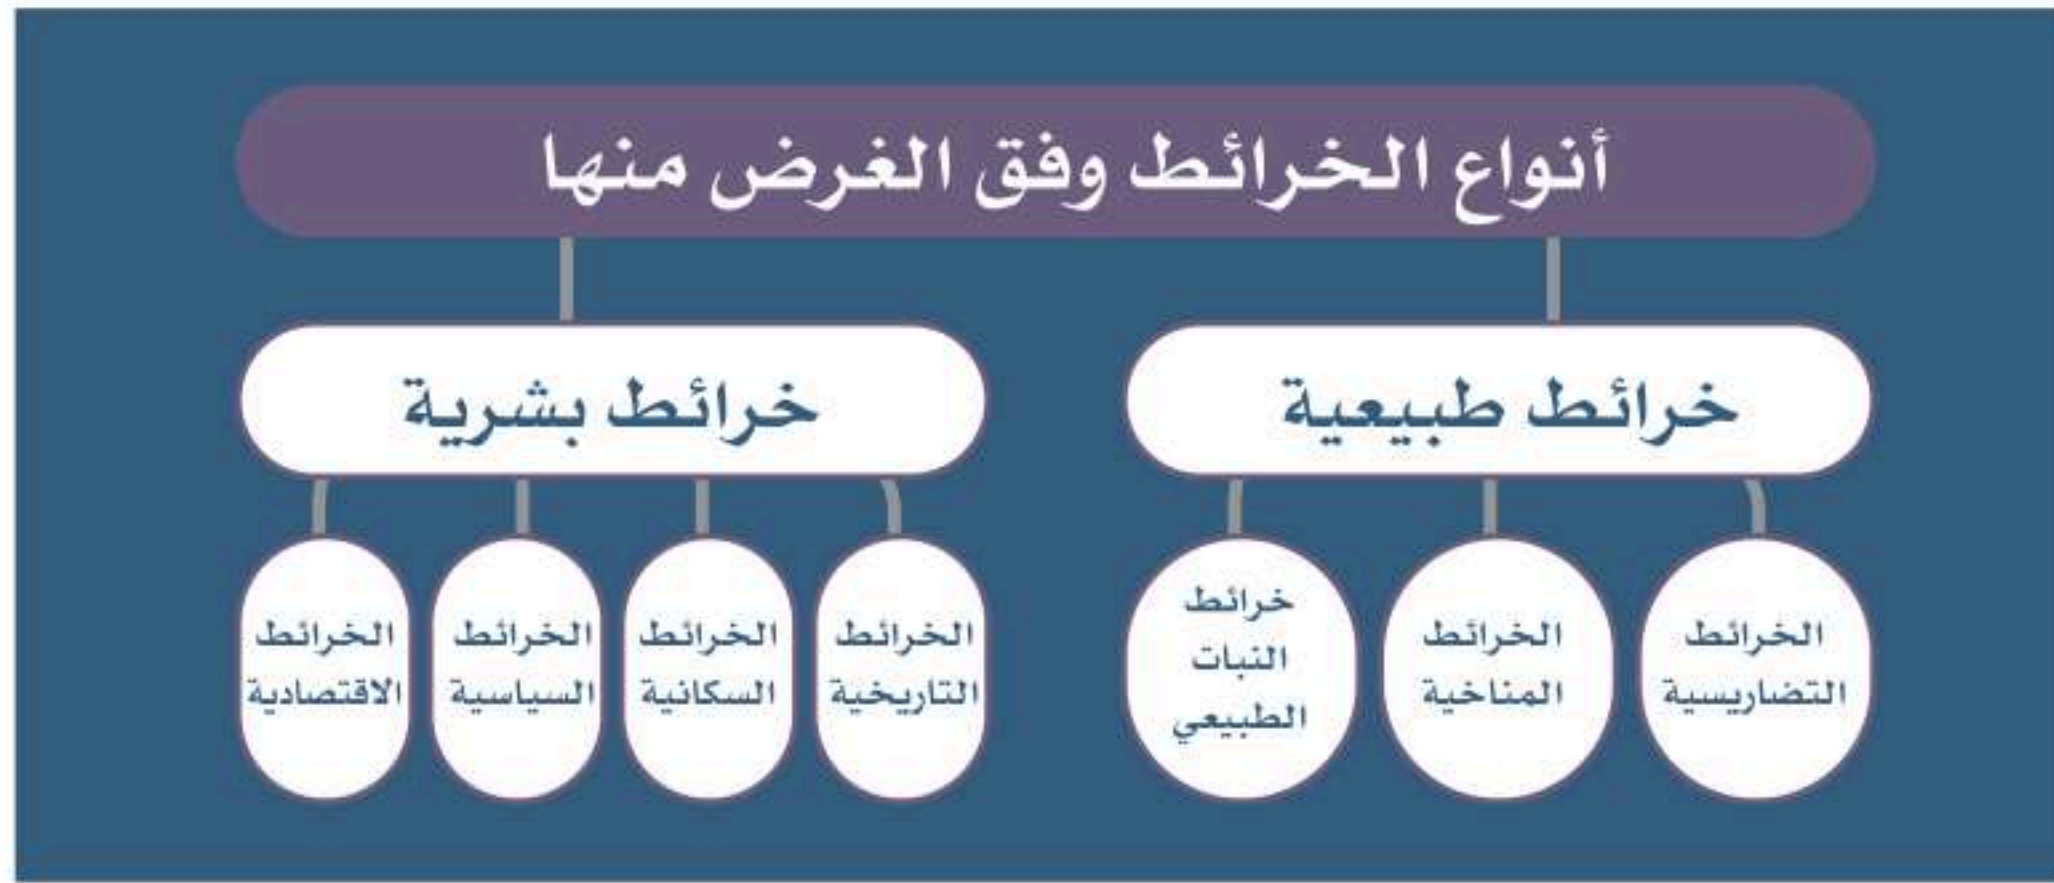 أنواع الخرائط وفق الغرض منها
خرائط طبيعية
خرائط بشرية
الخرائط
التضاريسية
الخرائط
المناخية
خرائط
النبات
الطبيعي
الخرائط
التاريخية
الخرائط
السكانية
الخرائط
السياسية
الخرائط
الاقتصادية